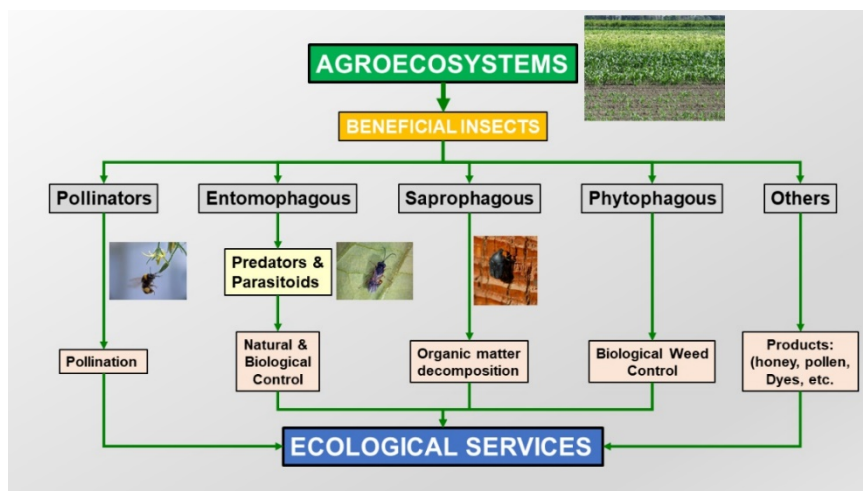 AGROECOSYSTEMS
BENEFICIAL INSECTS
Pollinators
Entomophagous
Saprophagous
Phytophagous
Others
Predators &
Parasitoids
Pollination
Natural &
Biological
Control
Organic matter
decomposition
Biological Weed
Control
Products:
(honey, pollen,
Dyes, etc.
ECOLOGICAL SERVICES